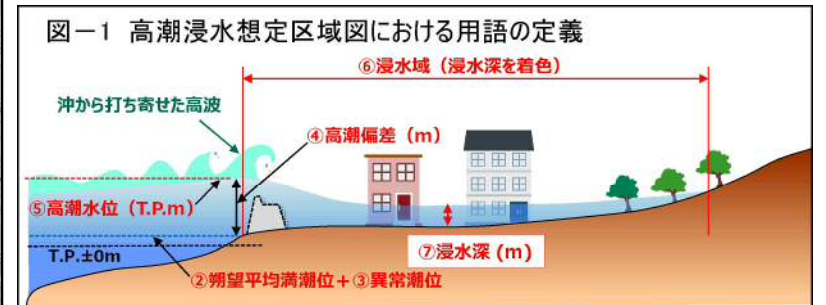 図－1 高潮浸水想定区域図における用語の定義
⑥浸水域（浸水深を着色）
沖から打ち寄せた高波
④高潮偏差（m）
⑤高潮水位（T.P.m）
⑦浸水深 (m)
T.P.±0m
②朔望平均満潮位＋③異常潮位